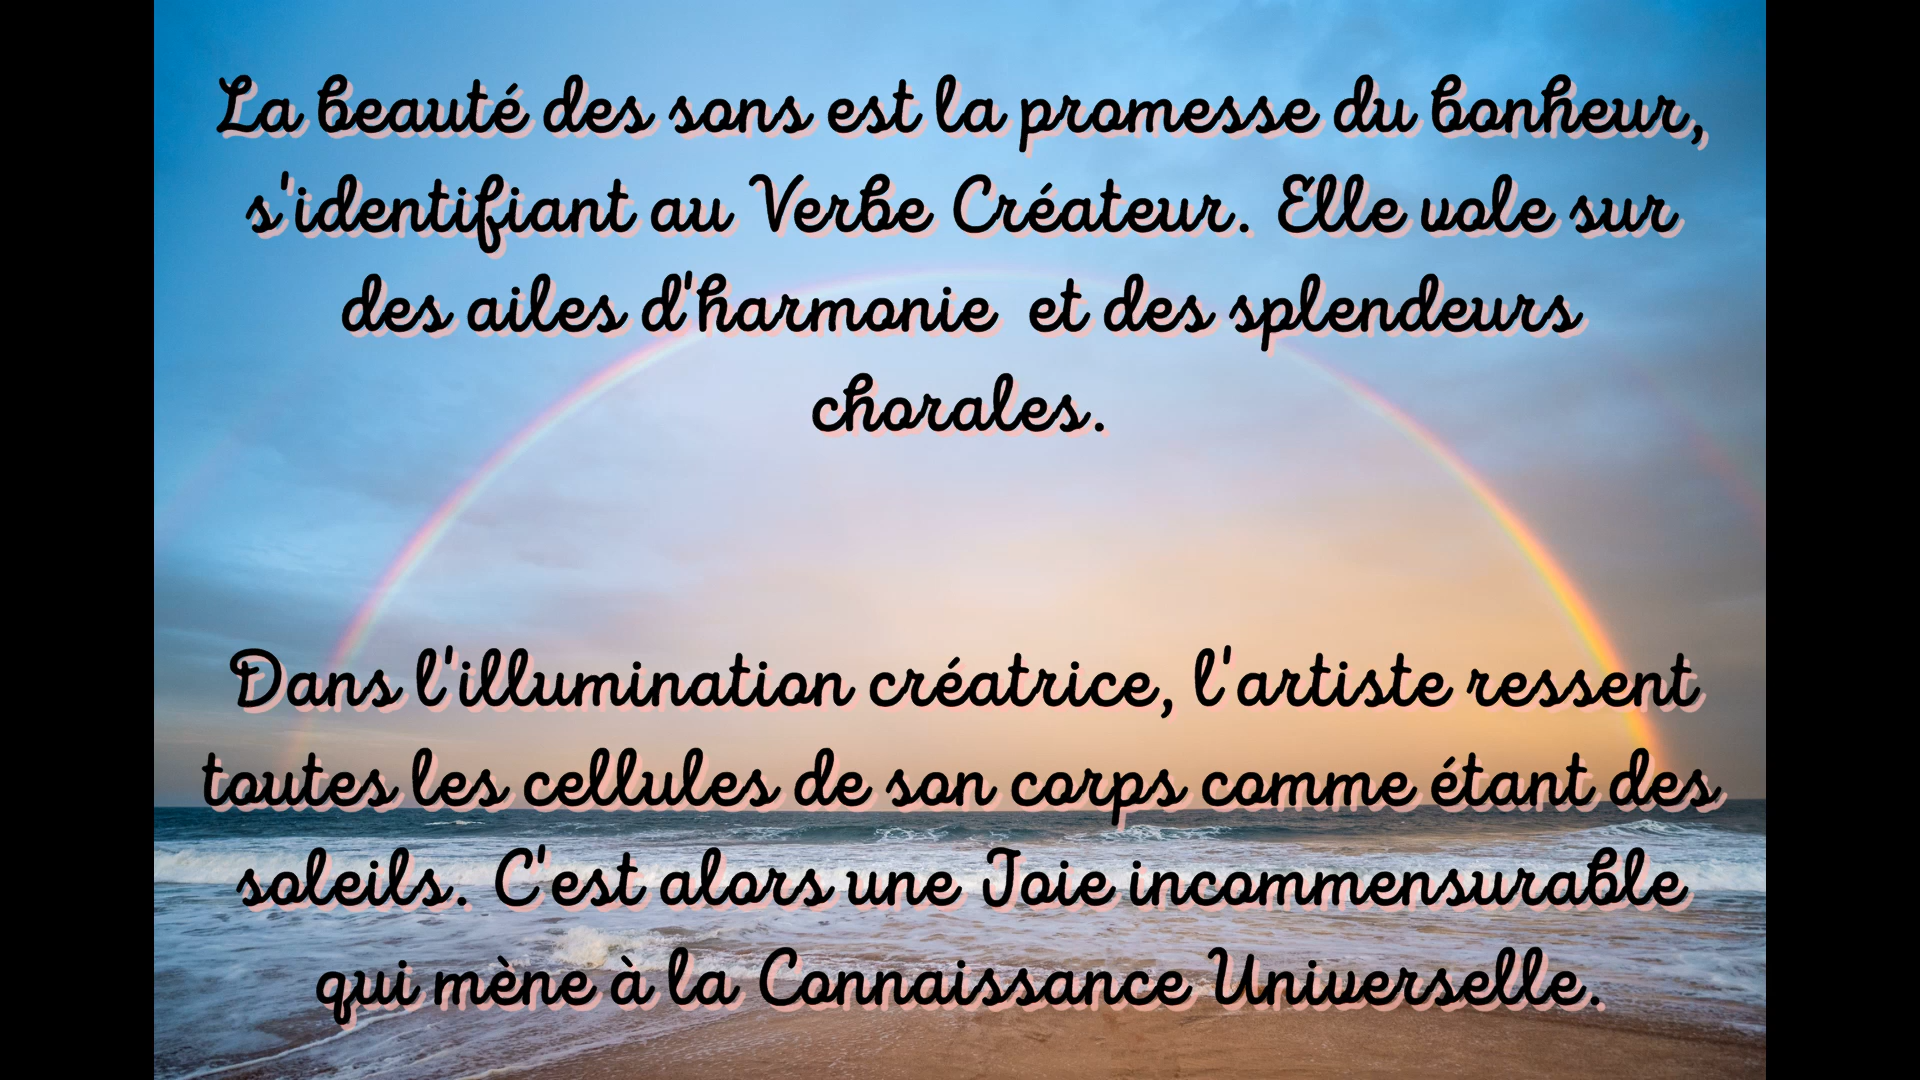 La beauté des sons est la promesse du bonheur,
s'identifiant au Verbe Créateur. Elle vole sur
des ailes d'harmonie et des splendeurs
chorales.
Dans l'illumination créatrice, l'artiste ressent
toutes les cellules de son corps comme étant des
soleils. C'est alors une Joie incommensurable
qui mène à la Connaissance Universelle.